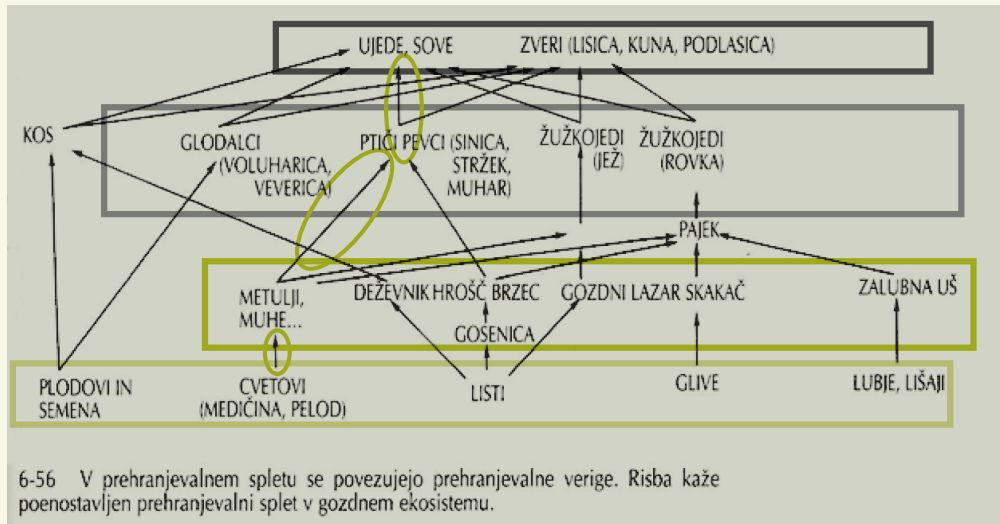 UJEDE, SOVE
ZVERI (LISICA, KUNA, PODLASICA)
KOS
GLODALCI
(VOLUHARICA,
VEVERICA)
PTIČI PEVCI (SINICA,
STRŽEK,
MUHAR)
ŽUŽKOJEDI
(JEŽ)
ŽUŽKOJEDI
(ROVKA)
PAJEK
METULJI,
MUHE...
DEŽEVNIK
HROŠČ BRZEC
GOZDNI LAZAR
SKAKAČ
ZALUBNA UŠ
GOSENICA
PLODOVI IN
SEMENA
CVETOVI
(MEDIČINA, PELOD)
LISTI
GLIVE
LUBJE, LIŠAJI
6-56 V prehranjevalnem spletu se povezujejo prehranjevalne verige. Risba kaže
poenostavljen prehranjevalni splet v gozdnem ekosistemu.